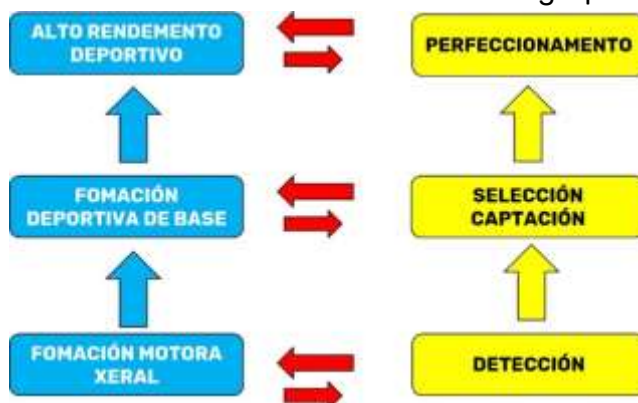 ALTO RENDEMENTO
DEPORTIVO
PERFECCIONAMENTO
FOMACIÓN
DEPORTIVA DE BASE
SELECCIÓN
CAPTACIÓN
FOMACIÓN MOTORA
XERAL
DETECCIÓN